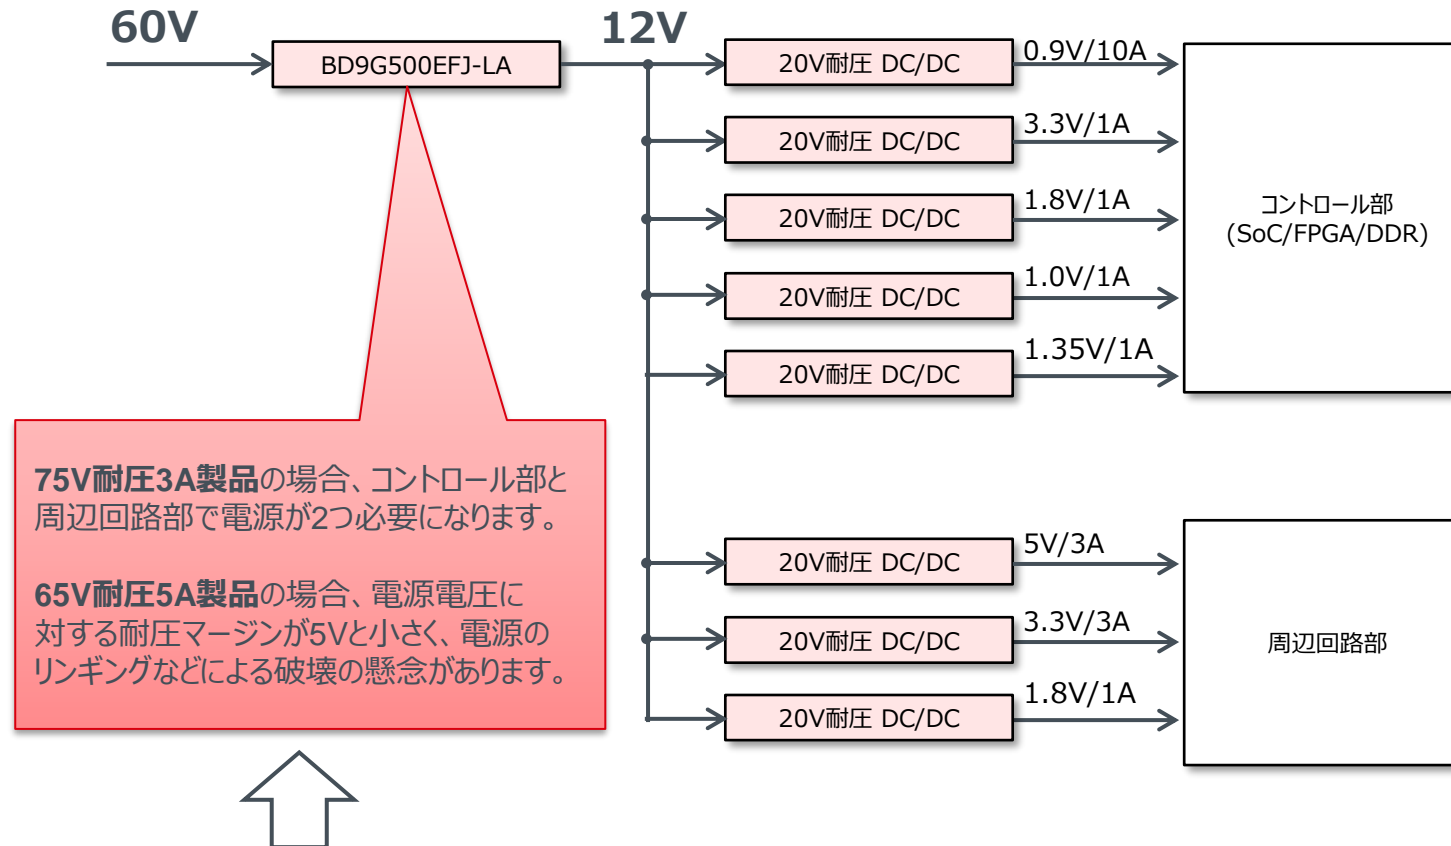 60V
BD9G500EFJ-LA
12V
20V耐圧 DC/DC
0.9V/10A
20V耐圧 DC/DC
3.3V/1A
20V耐圧 DC/DC
1.8V/1A
20V耐圧 DC/DC
1.0V/1A
20V耐圧 DC/DC
1.35V/1A
コントロール部
(SoC/FPGA/DDR)
75V耐圧3A製品の場合、コントロール部と
周辺回路部で電源が2つ必要になります。
65V耐圧5A製品の場合、電源電圧に
対する耐圧マージンが5Vと小さく、電源の
リンギングなどによる破壊の懸念があります。
20V耐圧 DC/DC
5V/3A
20V耐圧 DC/DC
3.3V/3A
20V耐圧 DC/DC
1.8V/1A
周辺回路部